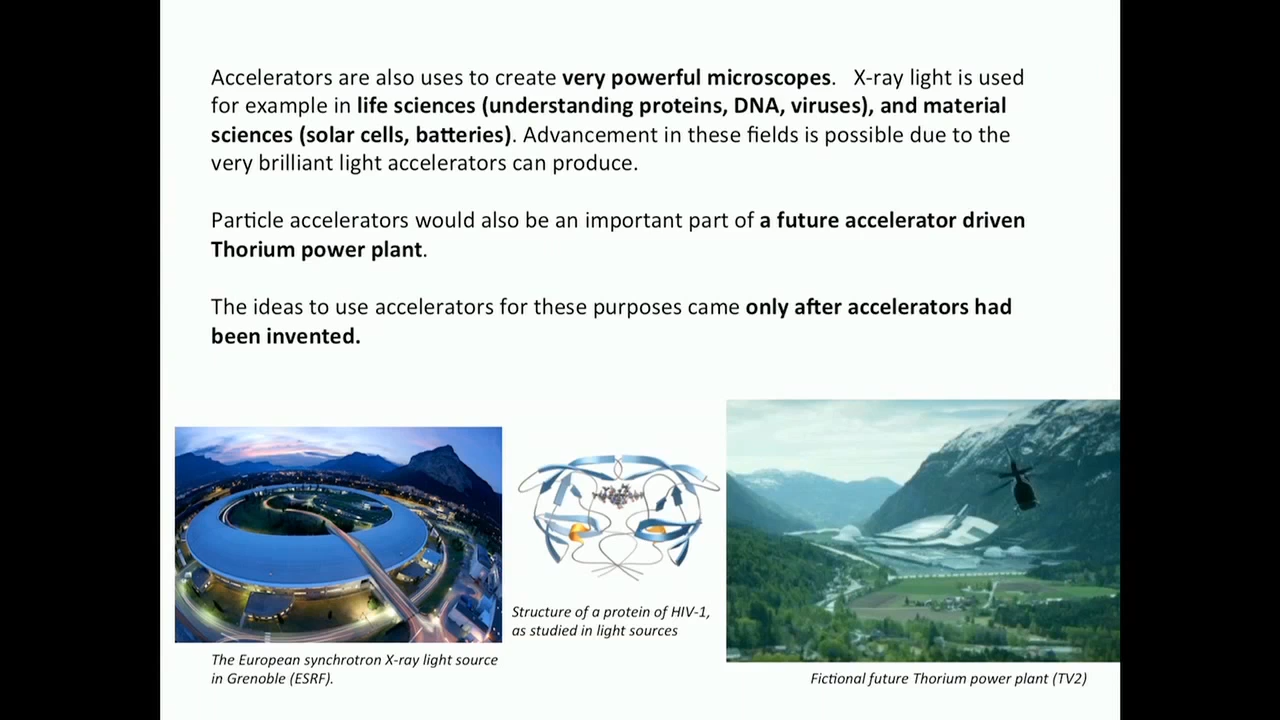 Accelerators are also uses to create very powerful microscopes.   X-ray light is used
for example in life sciences (understanding proteins, DNA, viruses), and material
sciences (solar cells, batteries). Advancement in these fields is possible due to the
very brilliant light accelerators can produce.
Particle accelerators would also be an important part of a future accelerator driven
Thorium power plant.
The ideas to use accelerators for these purposes came only after accelerators had
been invented.
Structure of a protein of HIV-1,
as studied in light sources
The European synchrotron X-ray light source
in Grenoble (ESRF).
Fictional future Thorium power plant (TV2)